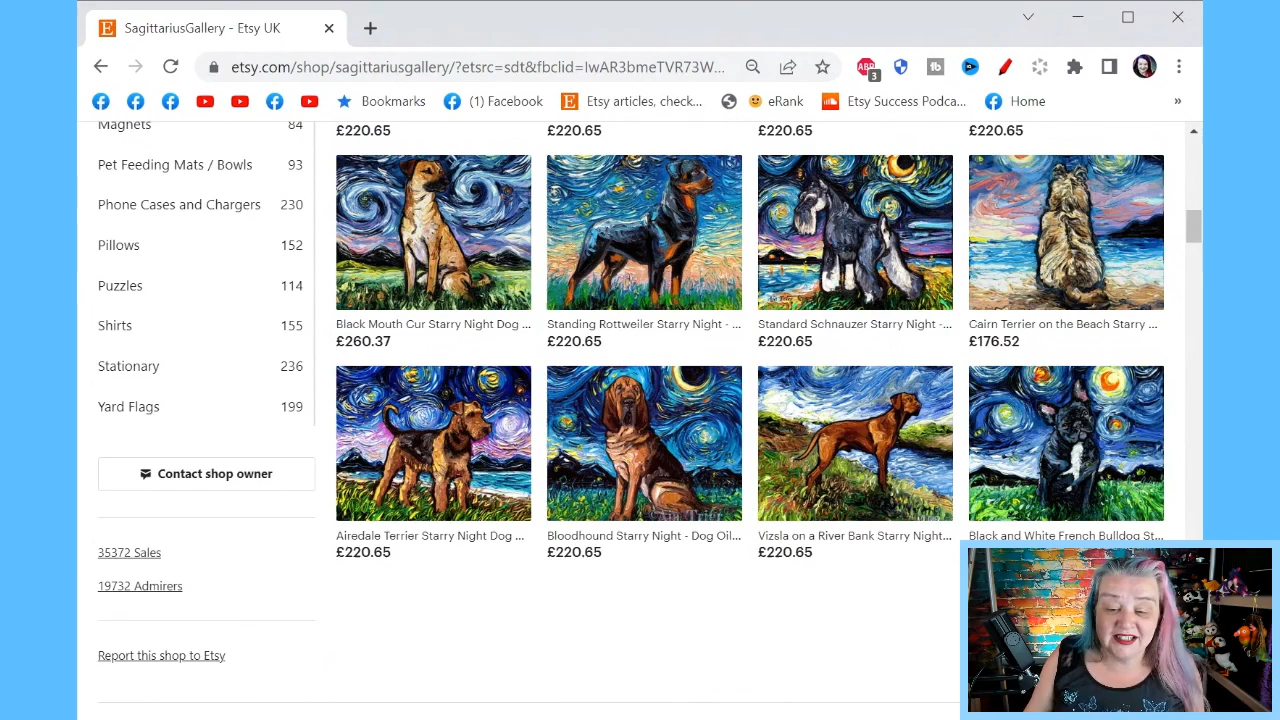 SagittariusGallery - Etsy UK
etsy.com/shop/sagittariusgallery/?etsrc=sdt&fbclid=IwAR3bmeTVR73W...
ABP
3
Bookmarks
(1) Facebook
Etsy articles, check...
eRank
Etsy Success Podca...
Home
»
Magnets 84
Pet Feeding Mats / Bowls 93
Phone Cases and Chargers 230
Pillows 152
Puzzles 114
Shirts 155
Stationary 236
Yard Flags 199
Contact shop owner
35372 Sales
19732 Admirers
Report this shop to Etsy
£220.65
£220.65
£220.65
£220.65
Black Mouth Cur Starry Night Dog ...
£260.37
Standing Rottweiler Starry Night - ...
£220.65
Standard Schnauzer Starry Night -...
£220.65
Cairn Terrier on the Beach Starry ...
£176.52
Airedale Terrier Starry Night Dog ...
£220.65
Bloodhound Starry Night - Dog Oil...
£220.65
Vizsla on a River Bank Starry Night...
£220.65
Black and White French Bulldog St...